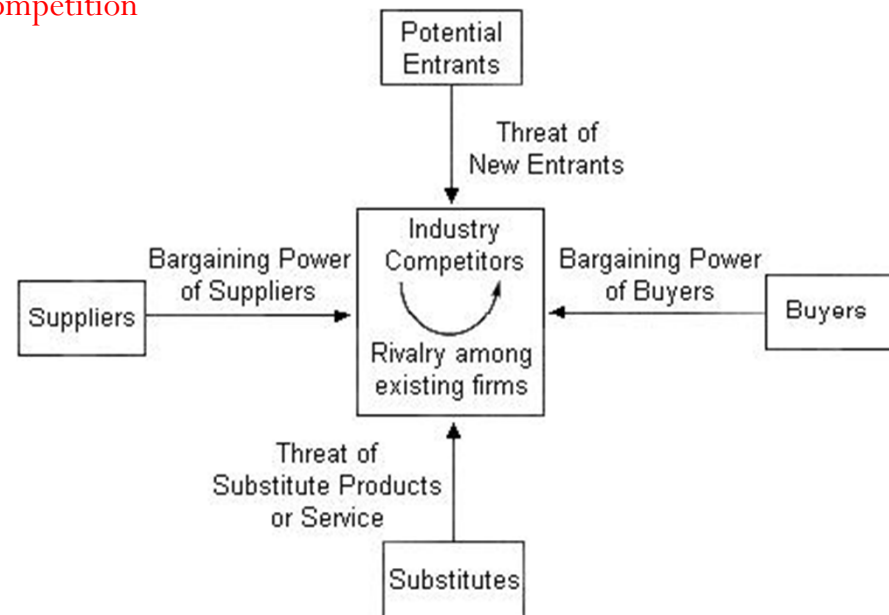 ompetition
Potential
Entrants
Threat of
New Entrants
Industry
Competitors
Rivalry among
existing firms
Bargaining Power
of Suppliers
Suppliers
Bargaining Power
of Buyers
Buyers
Threat of
Substitute Products
or Service
Substitutes